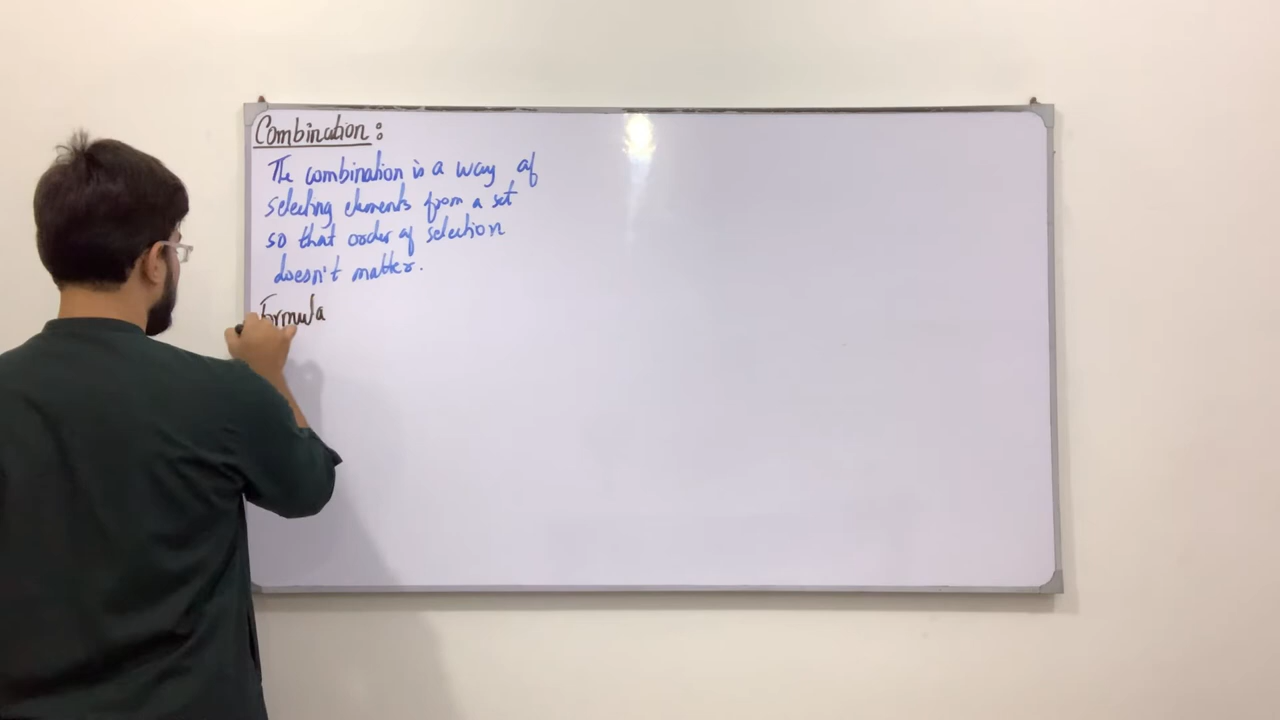 Combination:
The combination is a way of
selecting elements from a set
so that order of selection
doesn't matter.
Formula